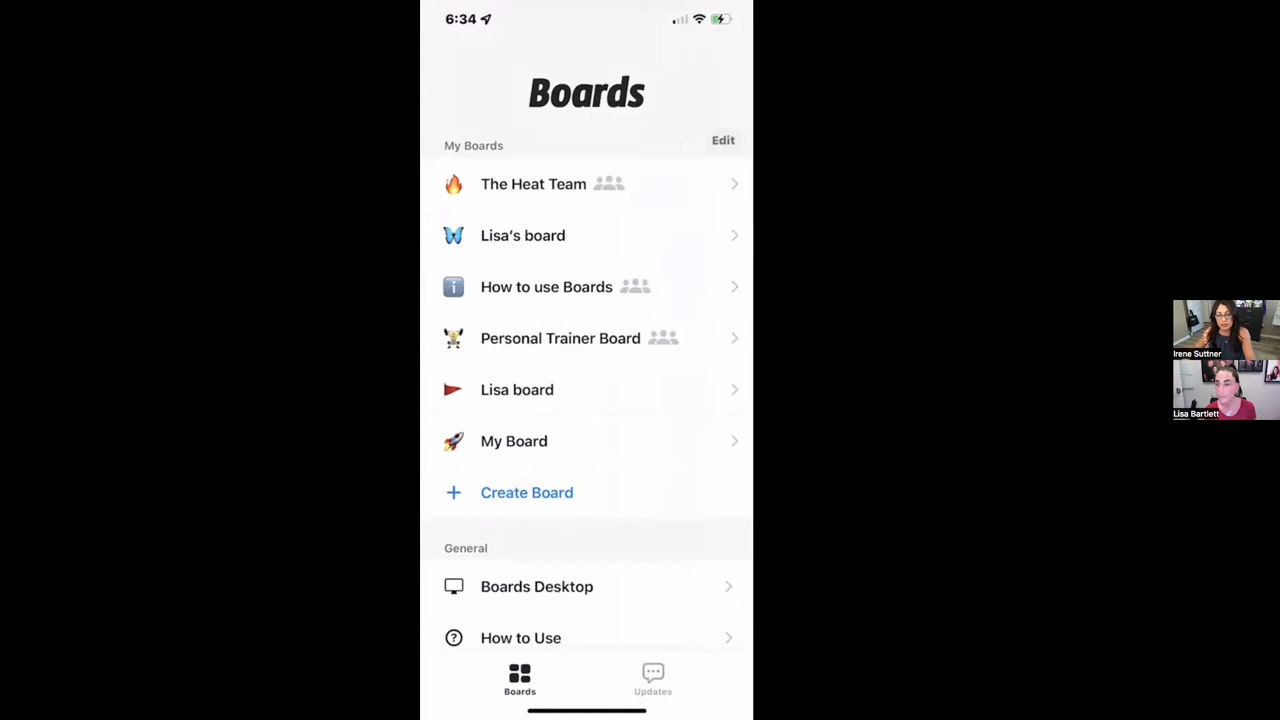 6:34
Boards
My Boards
Edit
The Heat Team
Lisa's board
How to use Boards
Personal Trainer Board
Lisa board
My Board
+ Create Board
General
Boards Desktop
How to Use
Boards
Updates
Irene Suttner
Lisa Bartlett